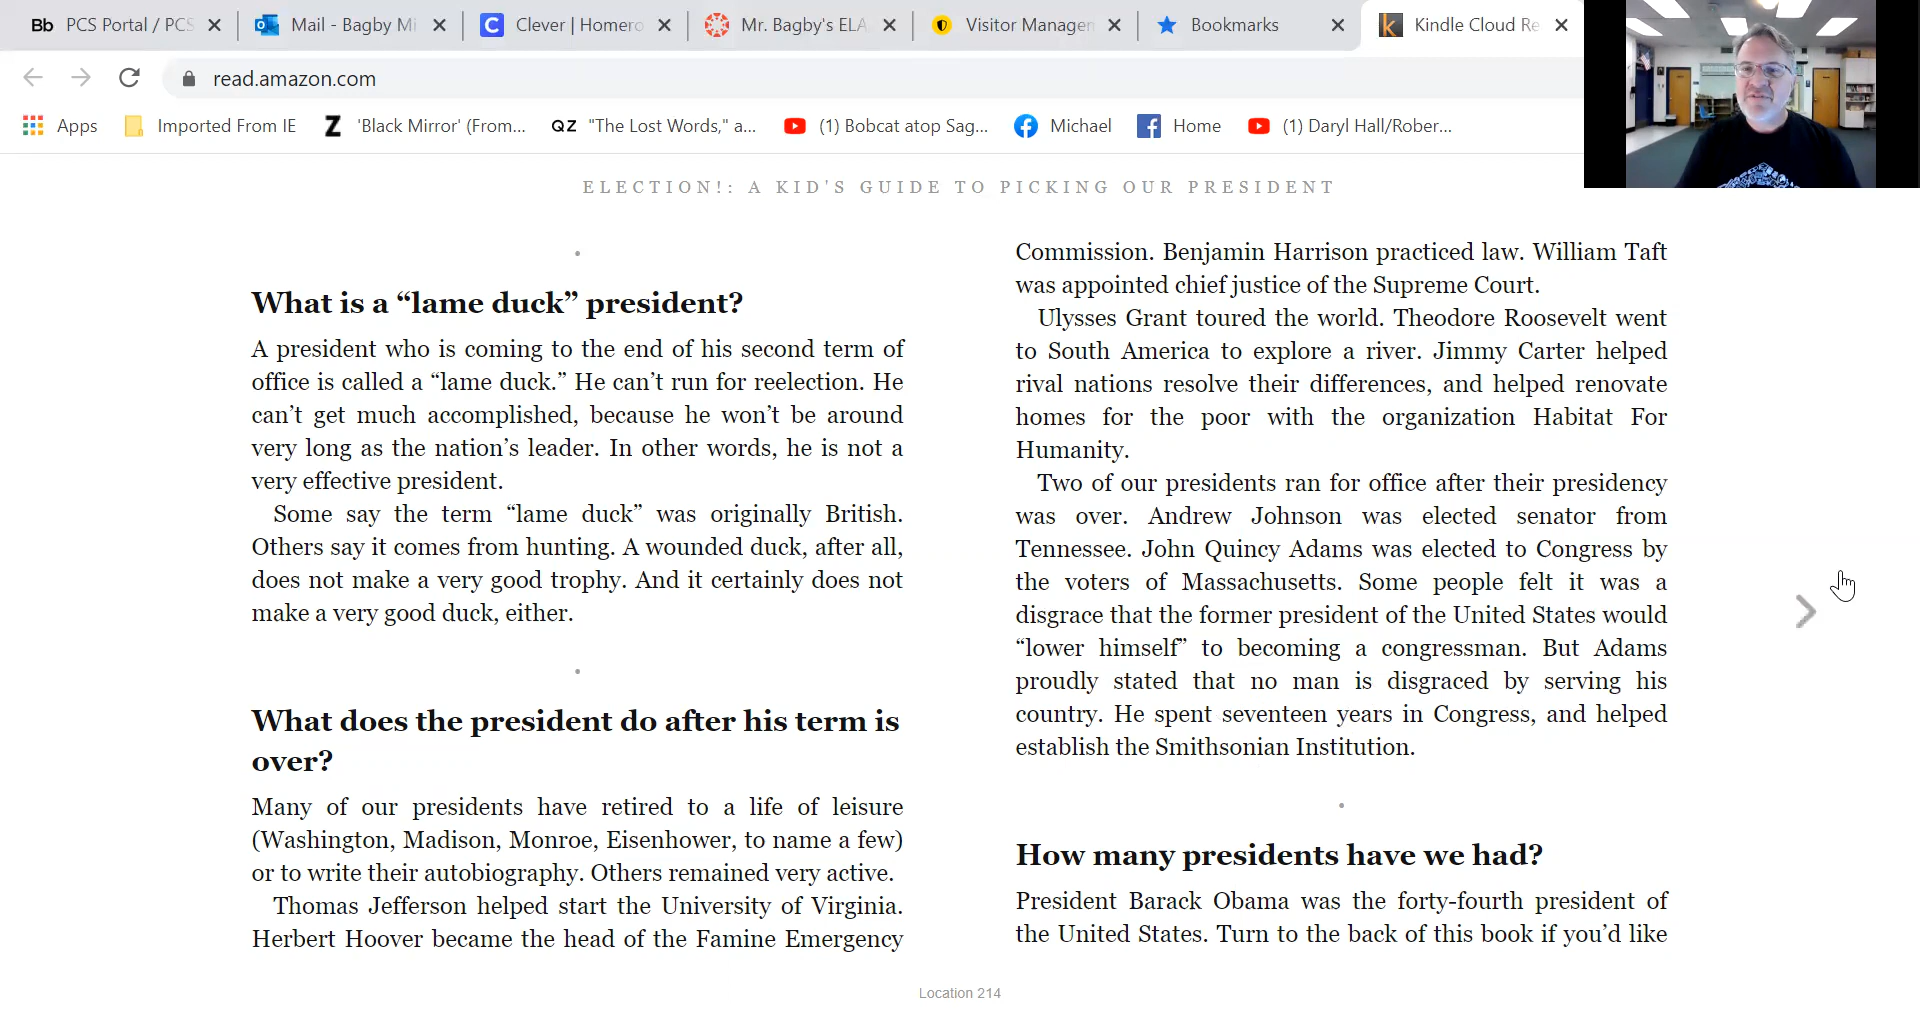 Bb PCS Portal / PCS
Mail - Bagby Mi
Clever | Homero
Mr. Bagby's ELA
Visitor Managem
Bookmarks
Kindle Cloud Re
read.amazon.com
Apps
Imported From IE
Z 'Black Mirror' (From...
QZ "The Lost Words," a...
(1) Bobcat atop Sag...
Michael
Home
(1) Daryl Hall/Rober...
ELECTION!: A KID'S GUIDE TO PICKING OUR PRESIDENT
What is a “lame duck” president?
A president who is coming to the end of his second term of
office is called a “lame duck.” He can’t run for reelection. He
can’t get much accomplished, because he won’t be around
very long as the nation’s leader. In other words, he is not a
very effective president.
Some say the term “lame duck” was originally British.
Others say it comes from hunting. A wounded duck, after all,
does not make a very good trophy. And it certainly does not
make a very good duck, either.
What does the president do after his term is
over?
Many of our presidents have retired to a life of leisure
(Washington, Madison, Monroe, Eisenhower, to name a few)
or to write their autobiography. Others remained very active.
Thomas Jefferson helped start the University of Virginia.
Herbert Hoover became the head of the Famine Emergency
Commission. Benjamin Harrison practiced law. William Taft
was appointed chief justice of the Supreme Court.
Ulysses Grant toured the world. Theodore Roosevelt went
to South America to explore a river. Jimmy Carter helped
rival nations resolve their differences, and helped renovate
homes for the poor with the organization Habitat For
Humanity.
Two of our presidents ran for office after their presidency
was over. Andrew Johnson was elected senator from
Tennessee. John Quincy Adams was elected to Congress by
the voters of Massachusetts. Some people felt it was a
disgrace that the former president of the United States would
“lower himself” to becoming a congressman. But Adams
proudly stated that no man is disgraced by serving his
country. He spent seventeen years in Congress, and helped
establish the Smithsonian Institution.
How many presidents have we had?
President Barack Obama was the forty-fourth president of
the United States. Turn to the back of this book if you’d like
Location 214